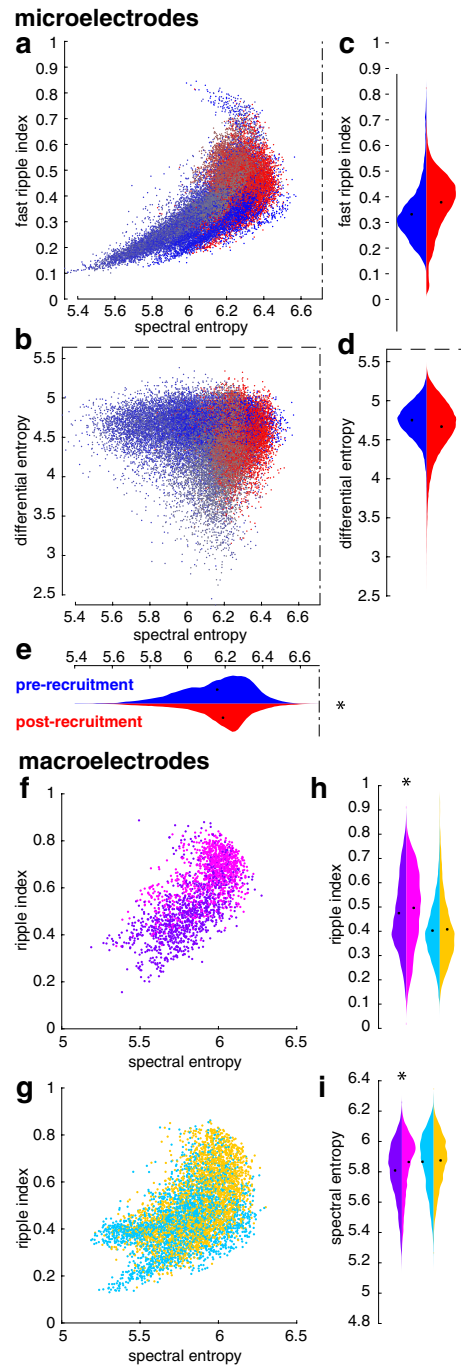 microelectrodes
a
c
1
0.9
0.8
0.7
0.6
0.5
0.4
0.3
0.2
0.1
0
fast ripple index
5.4 5.6 5.8 6 6.2 6.4 6.6
spectral entropy
1
0.9
0.8
0.7
0.6
0.5
0.4
0.3
0.2
0.1
0
fast ripple index
b
d
5.5
5
4.5
4
3.5
3
2.5
differential entropy
5.4 5.6 5.8 6 6.2 6.4 6.6
spectral entropy
5.5
5
4.5
4
3.5
3
2.5
differential entropy
e
5.4 5.6 5.8 6 6.2 6.4 6.6
pre-recruitment
post-recruitment
*
macroelectrodes
f
h
1
0.8
0.6
0.4
0.2
0
ripple index
5 5.5 6 6.5
spectral entropy
*
1
0.9
0.8
0.7
0.6
0.5
0.4
0.3
0.2
0.1
0
ripple index
g
i
1
0.8
0.6
0.4
0.2
0
ripple index
5 5.5 6 6.5
spectral entropy
*
6.4
6.2
6
5.8
5.6
5.4
5.2
5
4.8
spectral entropy